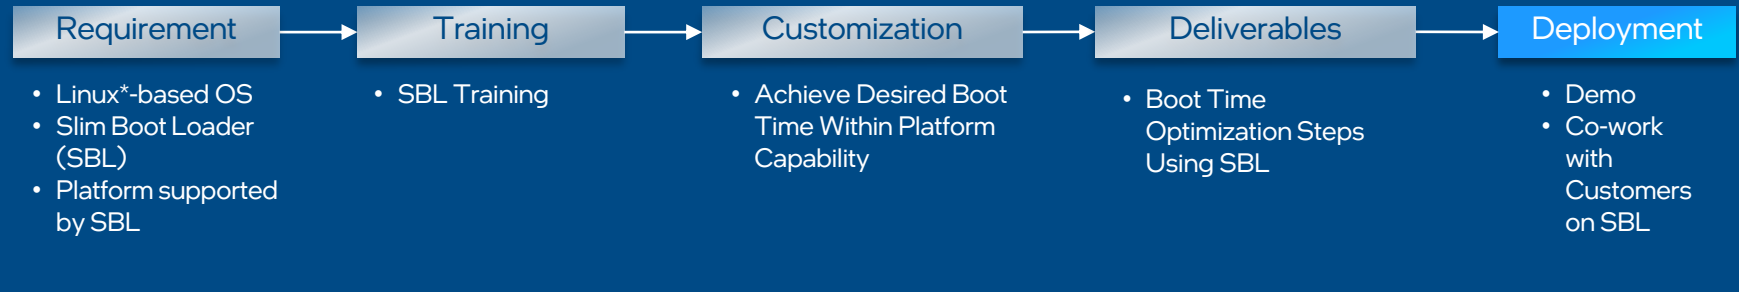 Requirement
Training
Customization
Deliverables
Deployment
• Linux*-based OS
• Slim Boot Loader
(SBL)
• Platform supported
by SBL
• SBL Training
• Achieve Desired Boot
Time Within Platform
Capability
• Boot Time
Optimization Steps
Using SBL
• Demo
• Co-work
with
Customers
on SBL